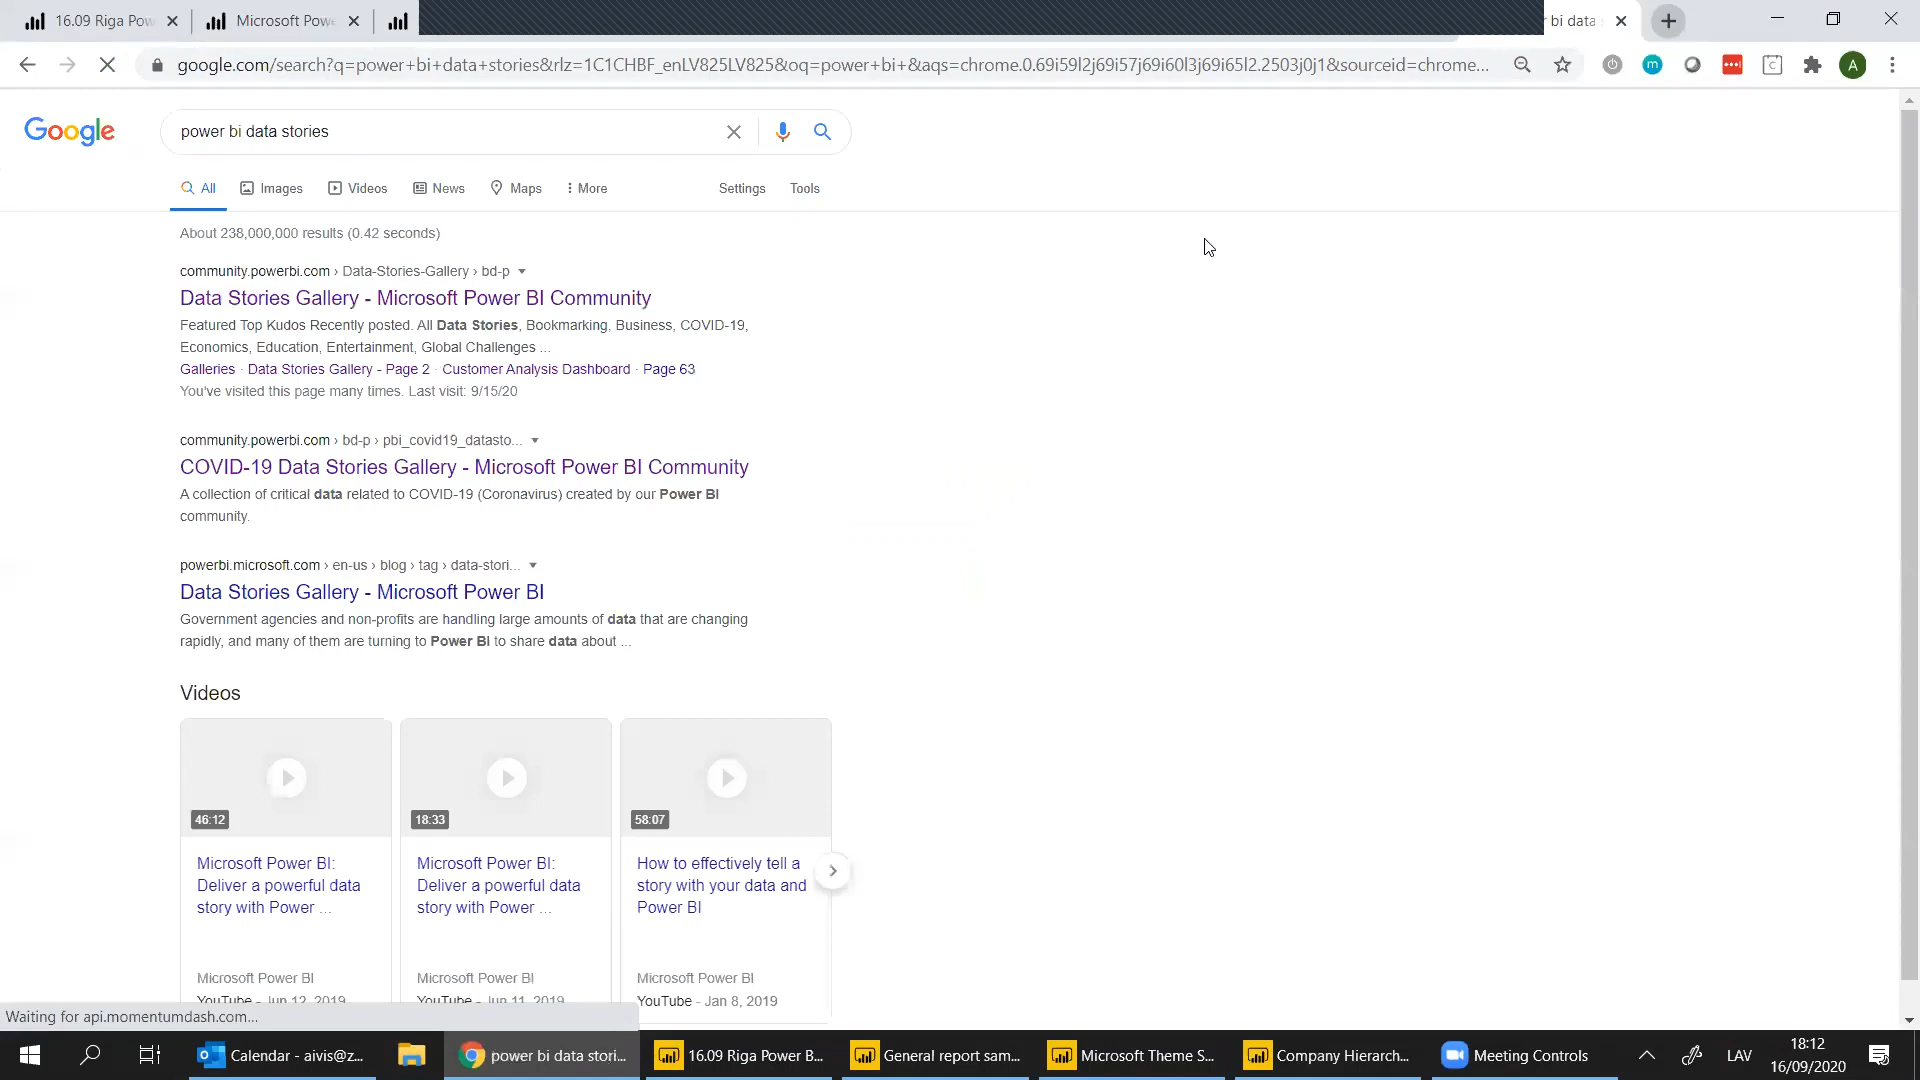 16.09 Riga Pow
Microsoft Powe
bi data
google.com/search?q=power+bi+data+stories&rlz=1C1CHBF_enLV825LV825&oq=power+bi+&aqs=chrome.0.69i59l2j69i57j69i60l3j69i65l2.2503j0j1&sourceid=chrome...
m
C
A
Google
power bi data stories
All
Images
Videos
News
Maps
More
Settings
Tools
About 238,000,000 results (0.42 seconds)
community.powerbi.com › Data-Stories-Gallery › bd-p
Data Stories Gallery - Microsoft Power BI Community
Featured Top Kudos Recently posted. All Data Stories, Bookmarking, Business, COVID-19,
Economics, Education, Entertainment, Global Challenges ...
Galleries · Data Stories Gallery - Page 2 · Customer Analysis Dashboard · Page 63
You've visited this page many times. Last visit: 9/15/20
community.powerbi.com › bd-p › pbi_covid19_datasto...
COVID-19 Data Stories Gallery - Microsoft Power BI Community
A collection of critical data related to COVID-19 (Coronavirus) created by our Power BI
community.
powerbi.microsoft.com › en-us › blog › tag › data-stori...
Data Stories Gallery - Microsoft Power BI
Government agencies and non-profits are handling large amounts of data that are changing
rapidly, and many of them are turning to Power BI to share data about ...
Videos
46:12
18:33
58:07
Microsoft Power BI:
Deliver a powerful data
story with Power ...
Microsoft Power BI:
Deliver a powerful data
story with Power ...
How to effectively tell a
story with your data and
Power BI
Microsoft Power BI
Microsoft Power BI
Microsoft Power BI
YouTube - Jun 12, 2019
YouTube - Jun 11, 2019
YouTube - Jan 8, 2019
Waiting for api.momentumdash.com...
Calendar - aivis@z...
power bi data stori...
16.09 Riga Power B...
General report sam...
Microsoft Theme S...
Company Hierarch...
Meeting Controls
LAV
18:12
16/09/2020